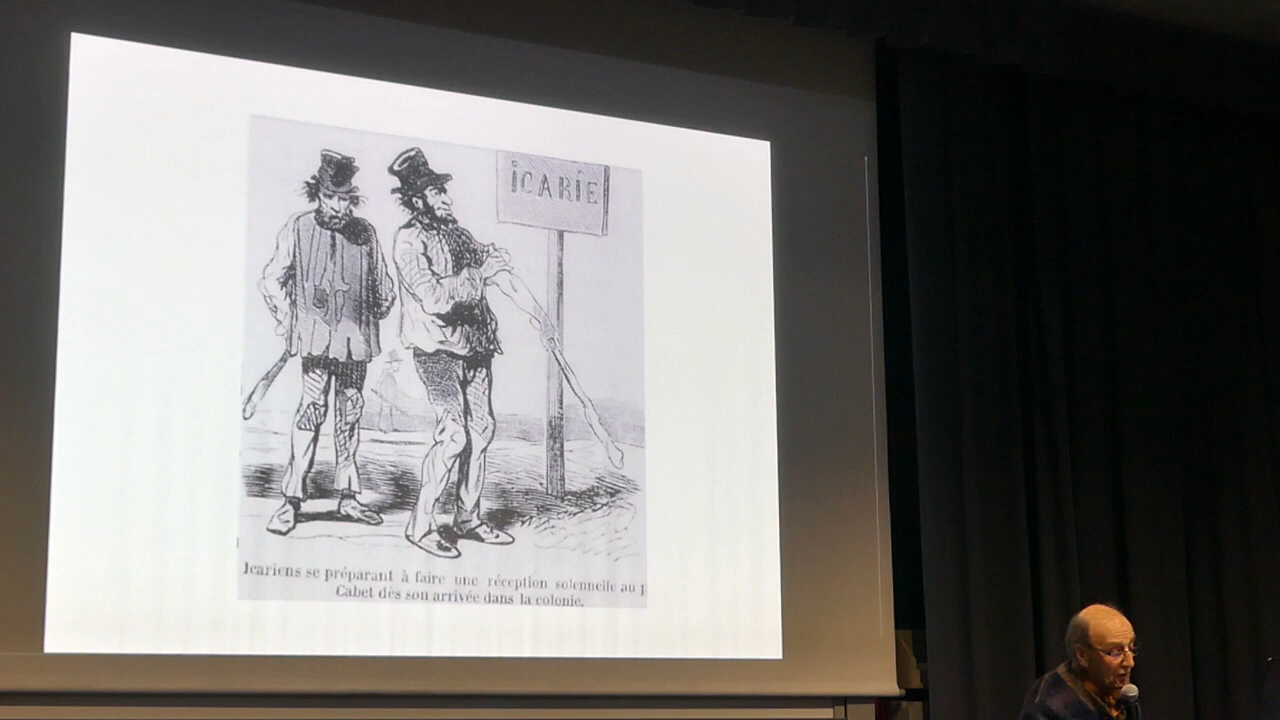 iCARiE
Icariens se préparant à faire une réception solennelle au p
Cabet dès son arrivée dans la colonie.